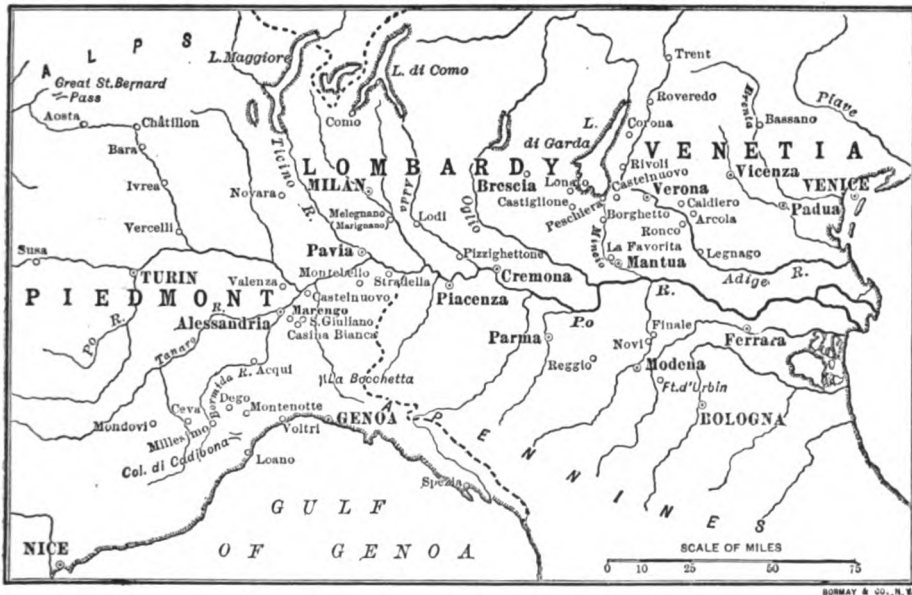 ALPS
Great St. Bernard
Pass
Aosta
Châtillon
Bara
Ivrea
Vercelli
Susa
TURIN
PIEDMONT
Po R.
Tanaro R.
L. Maggiore
L. di Como
Como
Novara
Ticino R.
LOMBARDY
MILAN
Adda
Oglio
Melegnano
(Marignano)
Lodi
Pavia
Pizzighettone
Cremona
Piacenza
Valenza
Montebello
Stradella
Castelnuovo
Alessandria
Marengo
S. Giuliano
Casina Bianca
Bormida R.
Acqui
La Bocchetta
Ceva
Dego
Montenotte
Mondovi
Millesimo
Voltri
GENOA
Col. di Cadibona
Loano
Spezia
NICE
GULF
OF GENOA
Trent
Roveredo
Corona
L.
di Garda
Rivoli
Castelnuovo
Brescia
Lonato
Castiglione
Peschiera
Borghetto
Mincio
La Favorita
Mantua
VENETIA
Brenta
Bassano
Piave
Vicenza
VENICE
Verona
Caldiero
Arcola
Ronco
Padua
Legnago
Adige R.
Po R.
Parma
Reggio
Finale
Novi
Modena
Ferrara
Ft. d'Urbin
BOLOGNA
APENNINES
SCALE OF MILES
0 10 25 50 75
BORMAY & CO., N.Y.